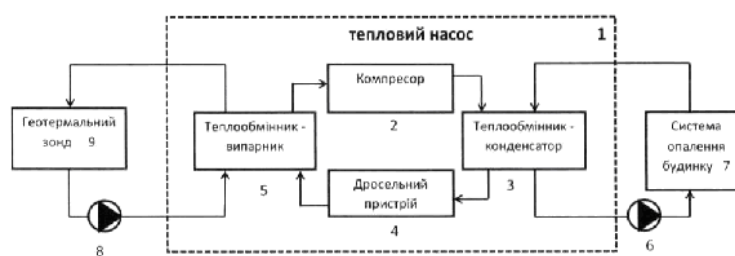 тепловий насос 1
Компресор
2
Геотермальний
зонд 9
Теплообмінник -
випарник
5
Теплообмінник -
конденсатор
3
Система
опалення
будинку 7
Дросельний
пристрій
4
8
6